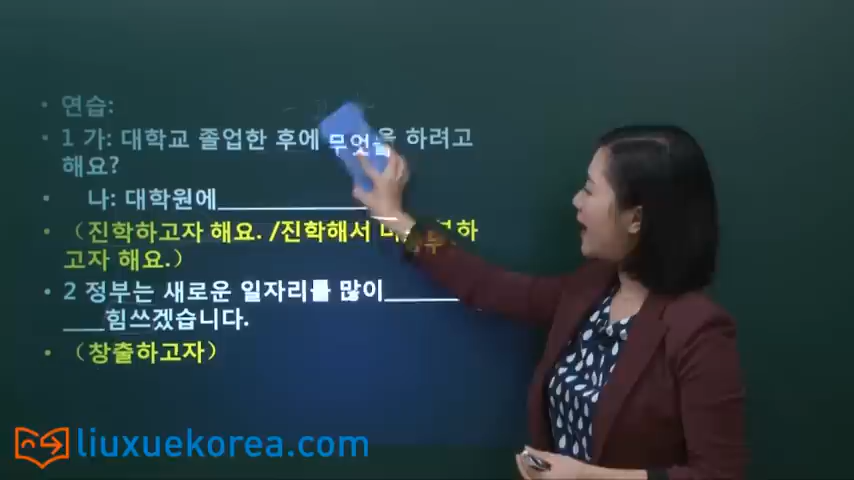 • 연습:
• 1 가: 대학교 졸업한 후에 무엇을 하려고
해요?
• 나: 대학원에__________
• (진학하고자 해요. /진학해서 하
고자 해요.)
• 2 정부는 새로운 일자리를 많이______
___힘쓰겠습니다.
• (창출하고자)
liuxuekorea.com